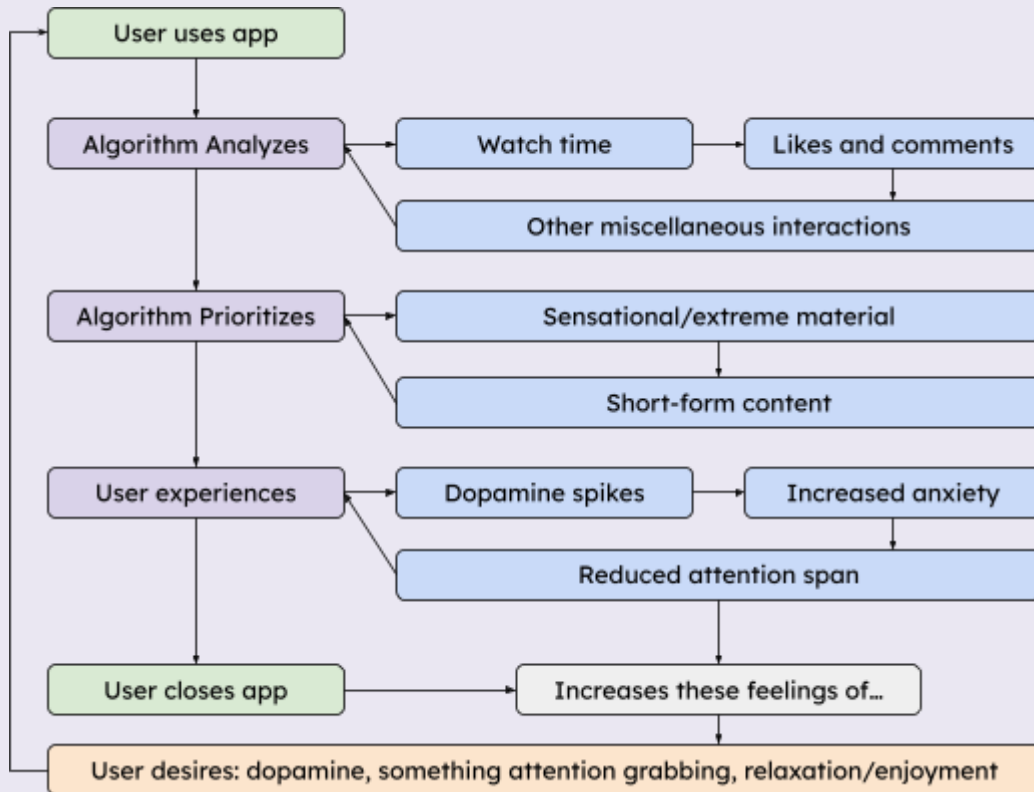 User uses app
Algorithm Analyzes
Watch time
Likes and comments
Other miscellaneous interactions
Algorithm Prioritizes
Sensational/extreme material
Short-form content
User experiences
Dopamine spikes
Increased anxiety
Reduced attention span
User closes app
Increases these feelings of…
User desires: dopamine, something attention grabbing, relaxation/enjoyment